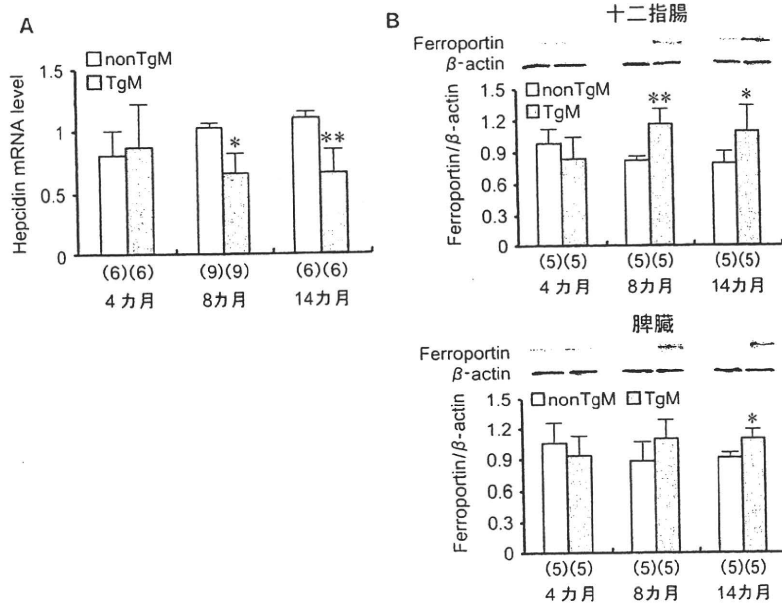 A
nonTgM
TgM
Hepcidin mRNA level
1.5
1
0.5
0
*
**
(6)(6)
(9)(9)
(6)(6)
4カ月
8カ月
14カ月
B
十二指腸
Ferroportin
β-actin
nonTgM
TgM
Ferroportin/β-actin
1.5
1.2
0.9
0.6
0.3
0
**
*
(5)(5)
(5)(5)
(5)(5)
4カ月
8カ月
14カ月
脾臓
Ferroportin
β-actin
nonTgM TgM
Ferroportin/β-actin
1.5
1.2
0.9
0.6
0.3
0
*
(5)(5)
(5)(5)
(5)(5)
4カ月
8カ月
14カ月